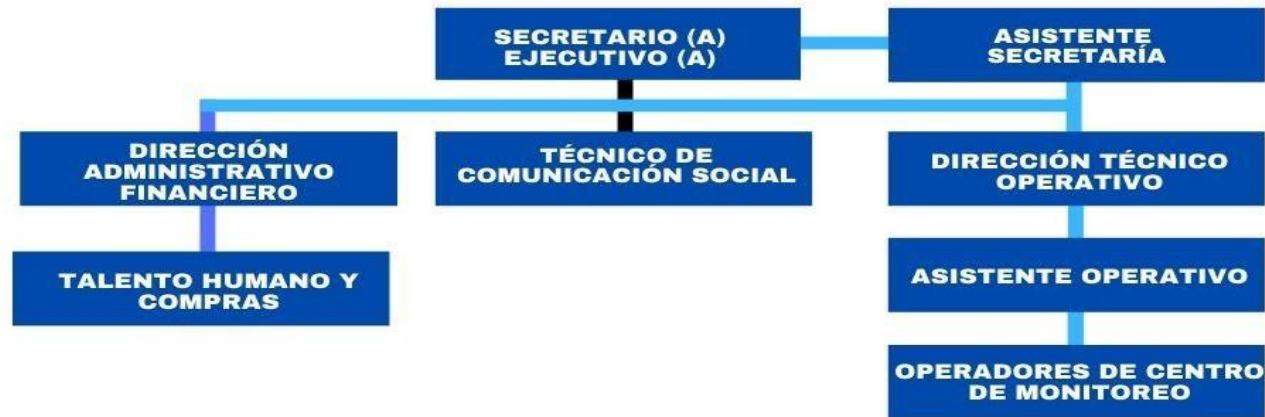 SECRETARIO (A)
EJECUTIVO (A)
ASISTENTE
SECRETARÍA
DIRECCIÓN
ADMINISTRATIVO
FINANCIERO
TÉCNICO DE
COMUNICACIÓN SOCIAL
DIRECCIÓN TÉCNICO
OPERATIVO
TALENTO HUMANO Y
COMPRAS
ASISTENTE OPERATIVO
OPERADORES DE CENTRO
DE MONITOREO